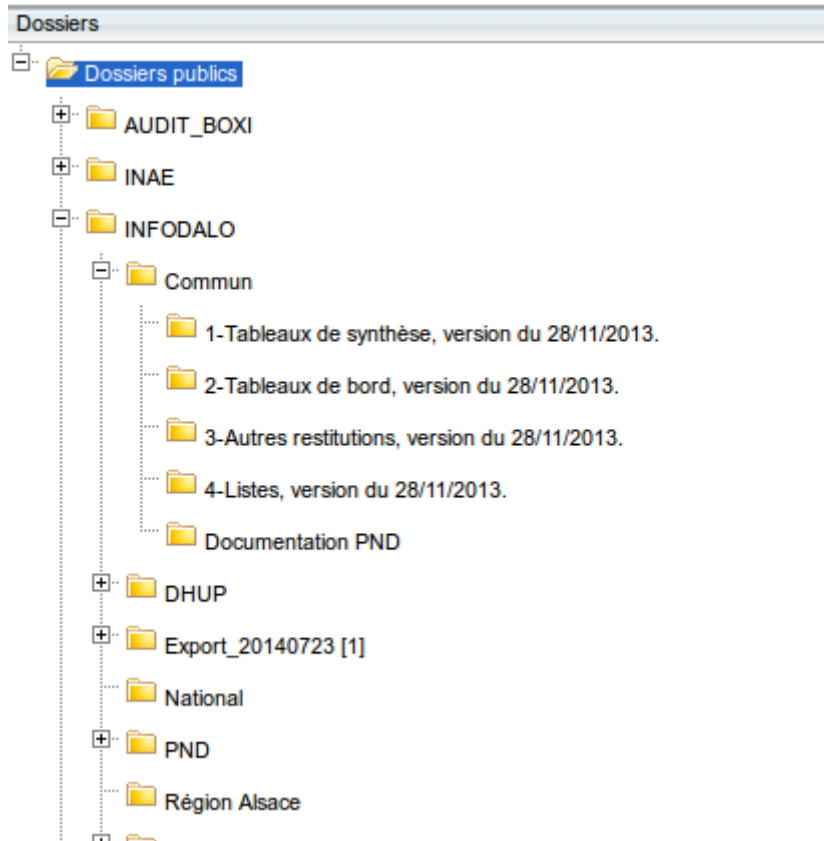 Dossiers
Dossiers publics
AUDIT_BOXI
INAE
INFODALO
Commun
1-Tableaux de synthèse, version du 28/11/2013.
2-Tableaux de bord, version du 28/11/2013.
3-Autres restitutions, version du 28/11/2013.
4-Listes, version du 28/11/2013.
Documentation PND
DHUP
Export_20140723 [1]
National
PND
Région Alsace